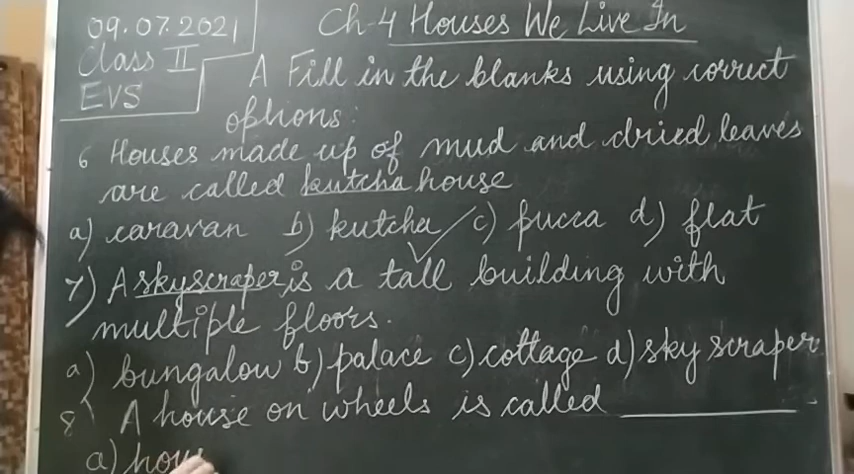 09.07.2021
Class II
EVS
Ch-4 Houses We Live In
A Fill in the blanks using correct
options:
6 Houses made up of mud and dried leaves
are called kutcha house
a) caravan b) kutcha ✓ c) pucca d) flat
7) A skyscraper is a tall building with
multiple floors.
a) bungalow b) palace c) cottage d) sky scraper
8 A house on wheels is called ________.
a) hou